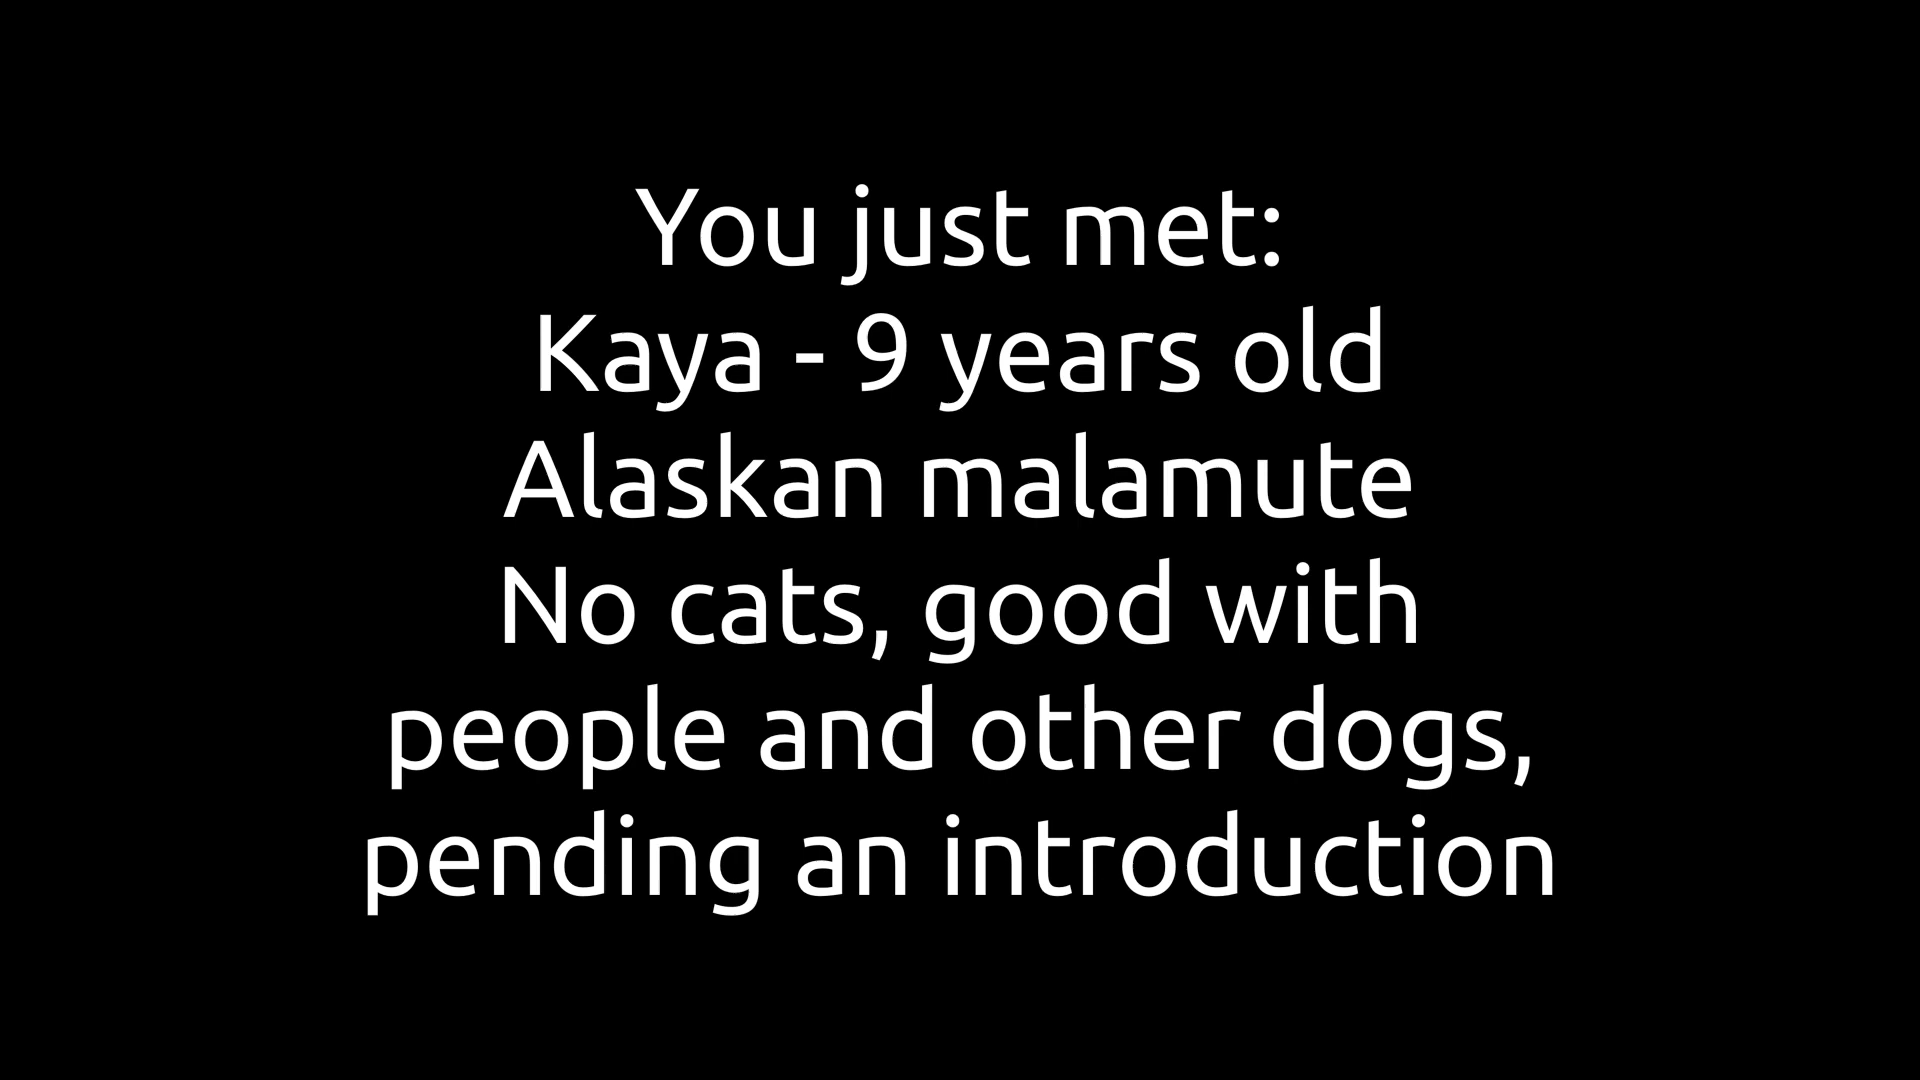 You just met:
Kaya - 9 years old
Alaskan malamute
No cats, good with
people and other dogs,
pending an introduction